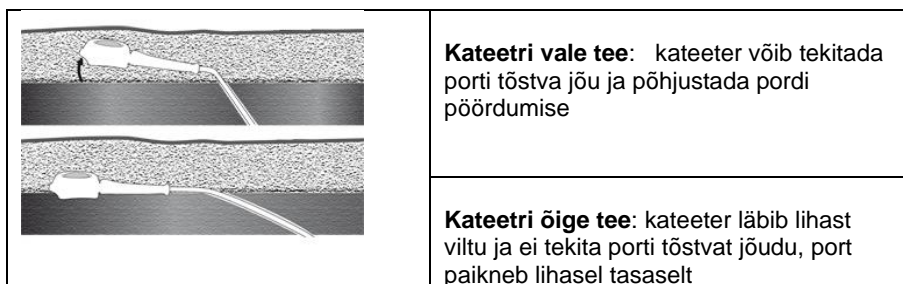 Kateetri vale tee: kateeter võib tekitada
porti tõstva jõu ja põhjustada pordi
pöördumise
Kateetri õige tee: kateeter läbib lihast
viltu ja ei tekita porti tõstvat jõudu, port
paikneb lihasel tasaselt